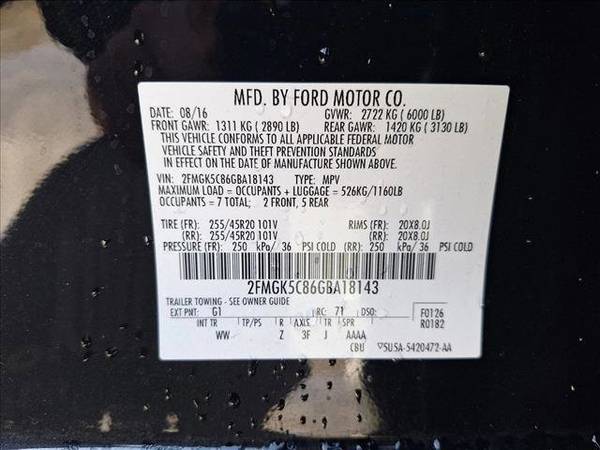 MFD. BY FORD MOTOR CO.
DATE: 08/16 GVWR: 2722 KG ( 6000 LB)
FRONT GAWR: 1311 KG ( 2890 LB) REAR GAWR: 1420 KG ( 3130 LB)
THIS VEHICLE CONFORMS TO ALL APPLICABLE FEDERAL MOTOR
VEHICLE SAFETY AND THEFT PREVENTION STANDARDS
IN EFFECT ON THE DATE OF MANUFACTURE SHOWN ABOVE.
VIN: 2FMGK5C86GBA18143 TYPE: MPV
MAXIMUM LOAD = OCCUPANTS + LUGGAGE = 526KG/1160LB
OCCUPANTS = 7 TOTAL; 2 FRONT, 5 REAR
TIRE (FR): 255/45R20 101V RIMS (FR): 20X8.0J
(RR): 255/45R20 101V (RR): 20X8.0J
PRESSURE (FR): 250 kPa/ 36 PSI COLD (RR): 250 kPa/ 36 PSI COLD
2FMGK5C86GBA18143
TRAILER TOWING - SEE OWNER GUIDE
EXT PNT: G1 RC: 71 DSO: F0126
INT TR TP/PS R AXLE TR SPR R0182
WW Z 3F J AAAA
CBU 5U5A-5420472-AA